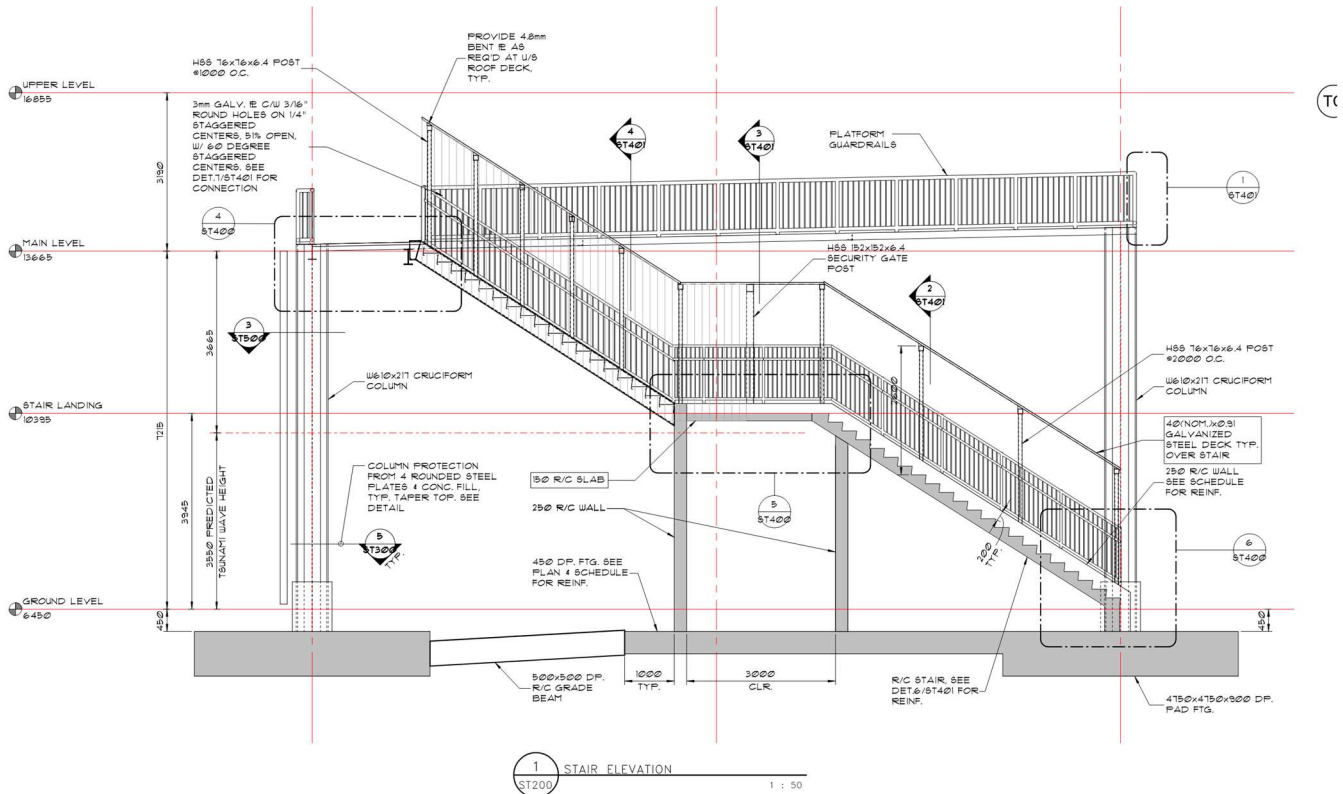 PROVIDE 4.8mm
BENT PL AS
REQ'D AT U/S
ROOF DECK,
TYP.
HSS 76x76x6.4 POST
@1000 O.C.
UPPER LEVEL
16855
3mm GALV. PL C/W 3/16"
ROUND HOLES ON 1/4"
STAGGERED
CENTERS, 51% OPEN,
W/ 60 DEGREE
STAGGERED
CENTERS. SEE
DET.7/ST401 FOR
CONNECTION
3190
4
ST401
3
ST401
PLATFORM
GUARDRAILS
1
ST401
4
ST400
MAIN LEVEL
13665
HSS 152x152x6.4
SECURITY GATE
POST
2
ST401
3
ST500
3665
HSS 76x76x6.4 POST
@2000 O.C.
W610x217 CRUCIFORM
COLUMN
W610x217 CRUCIFORM
COLUMN
STAIR LANDING
10395
7215
40(NOM.)x0.91
GALVANIZED
STEEL DECK TYP.
OVER STAIR
250 R/C WALL
SEE SCHEDULE
FOR REINF.
COLUMN PROTECTION
FROM 4 ROUNDED STEEL
PLATES & CONC. FILL,
TYP. TAPER TOP. SEE
DETAIL
150 R/C SLAB
250 R/C WALL
5
ST400
3945
3550 PREDICTED
TSUNAMI WAVE HEIGHT
5
ST300
TYP.
200
TYP.
6
ST400
450 DP. FTG. SEE
PLAN & SCHEDULE
FOR REINF.
GROUND LEVEL
6450
450
450
500x500 DP.
R/C GRADE
BEAM
1000
TYP.
3000
CLR.
R/C STAIR, SEE
DET.6/ST401 FOR
REINF.
4750x4750x900 DP.
PAD FTG.
1
ST200
STAIR ELEVATION
1 : 50